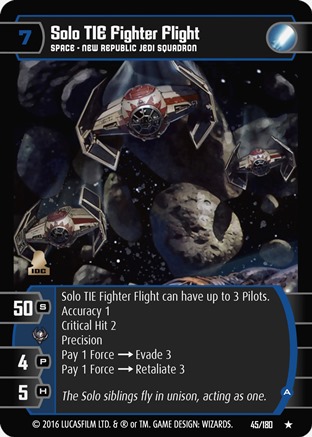 7 Solo TIE Fighter Flight
SPACE - NEW REPUBLIC JEDI SQUADRON
IDC
Solo TIE Fighter Flight can have up to 3 Pilots.
50 S Accuracy 1
Critical Hit 2
Precision
4 P Pay 1 Force → Evade 3
Pay 1 Force → Retaliate 3
5 H The Solo siblings fly in unison, acting as one. A
© 2016 LUCASFILM LTD. & ® or TM. GAME DESIGN: WIZARDS. 45/180 ★